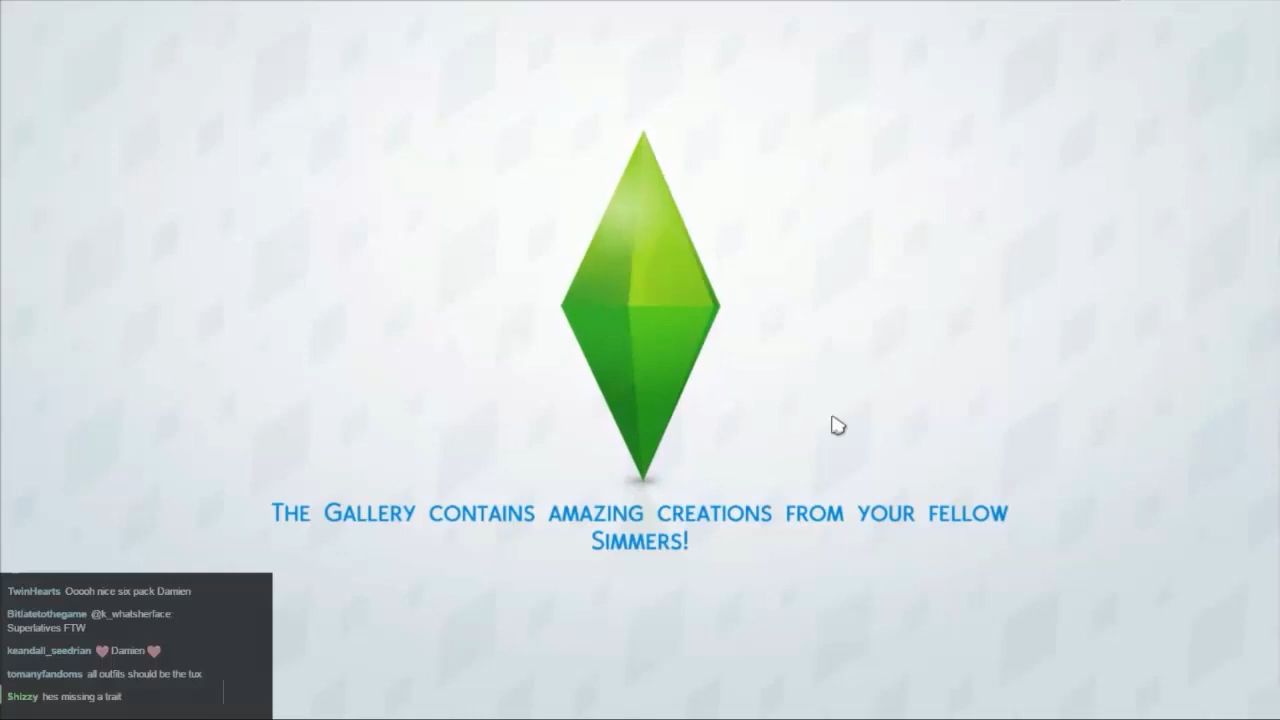 The Gallery contains amazing creations from your fellow
Simmers!
TwinHearts Ooooh nice six pack Damien
Bitlatetothegame @k_whatsherface:
Superlatives FTW
keandall_seedrian Damien
tomanyfandoms all outfits should be the tux
Shizzy hes missing a trait